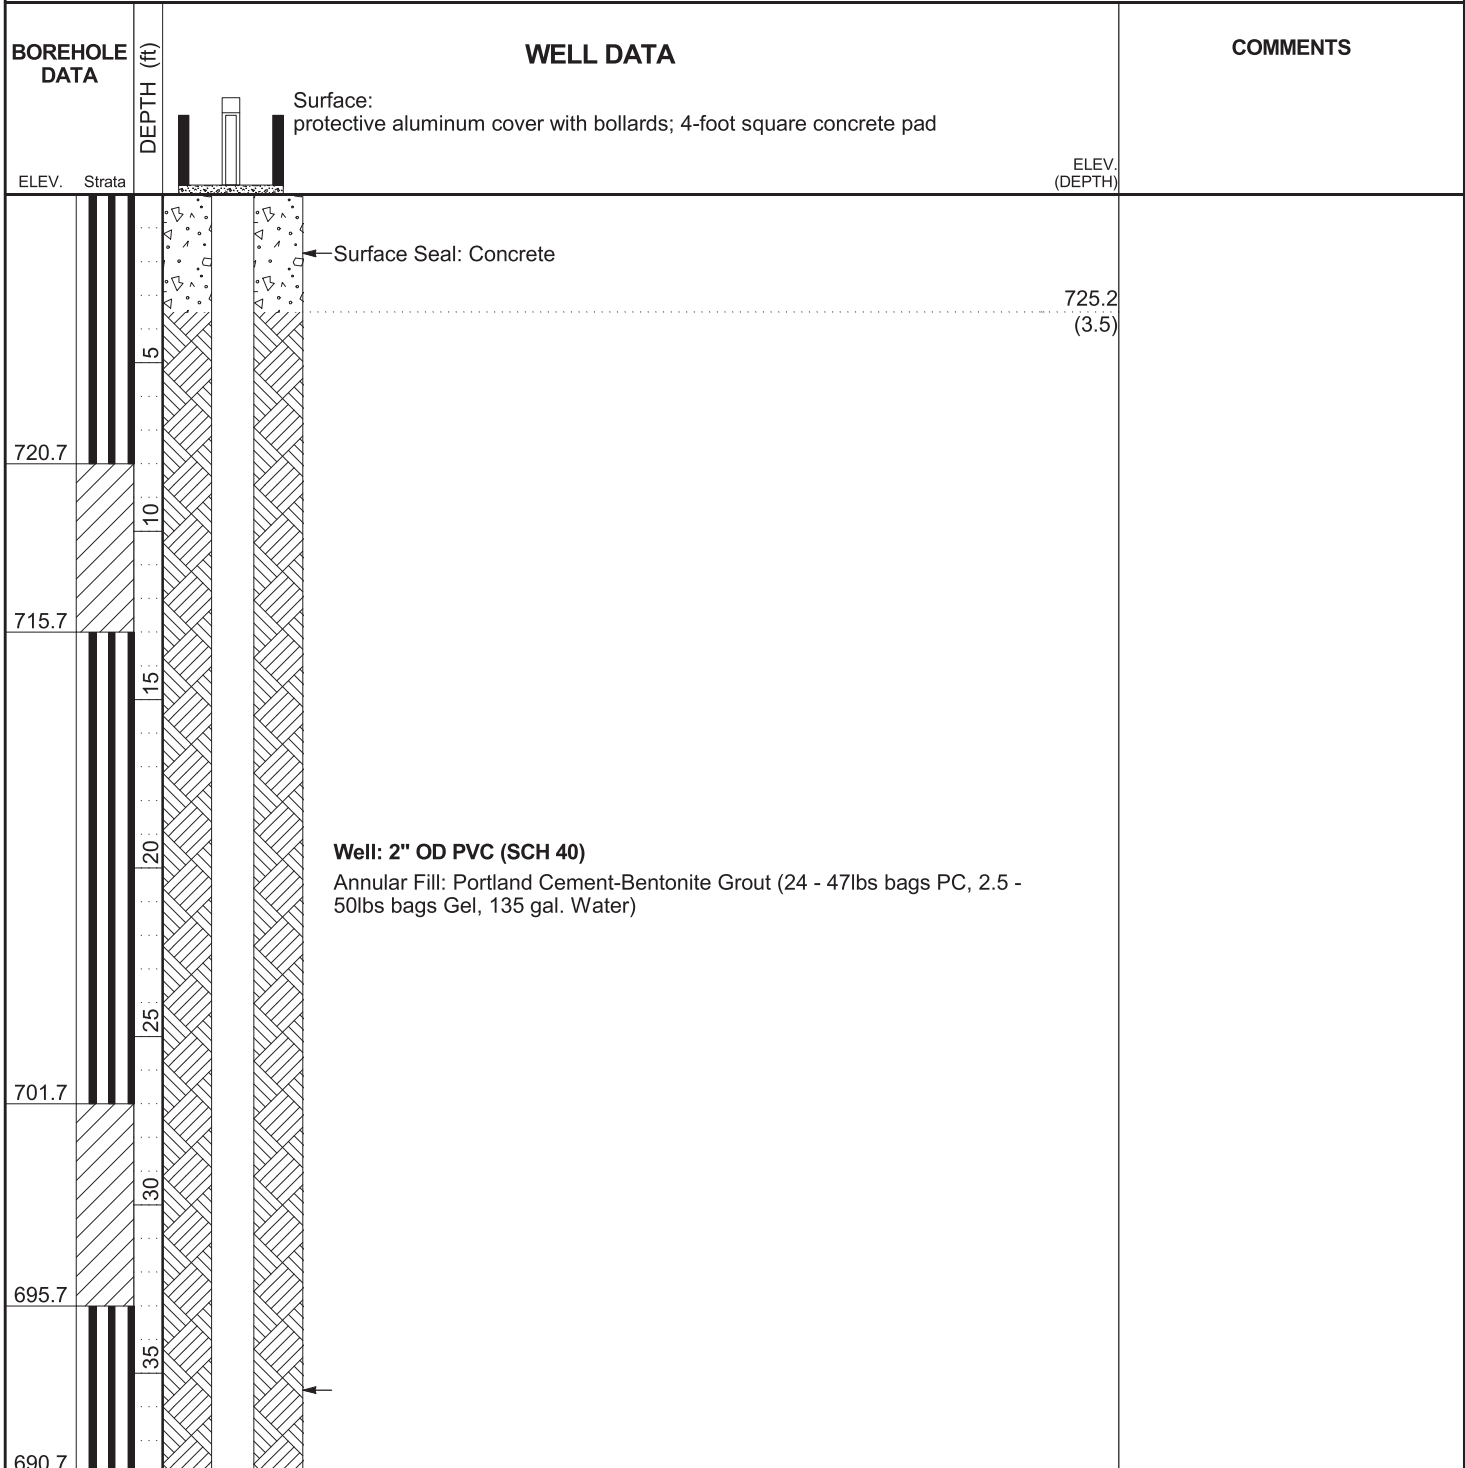 BOREHOLE
DATA
ELEV.
Strata
DEPTH (ft)
WELL DATA
Surface:
protective aluminum cover with bollards; 4-foot square concrete pad
ELEV.
(DEPTH)
COMMENTS
Surface Seal: Concrete
725.2
(3.5)
5
720.7
10
715.7
15
20
Well: 2" OD PVC (SCH 40)
Annular Fill: Portland Cement-Bentonite Grout (24 - 47lbs bags PC, 2.5 -
50lbs bags Gel, 135 gal. Water)
25
701.7
30
695.7
35
690.7